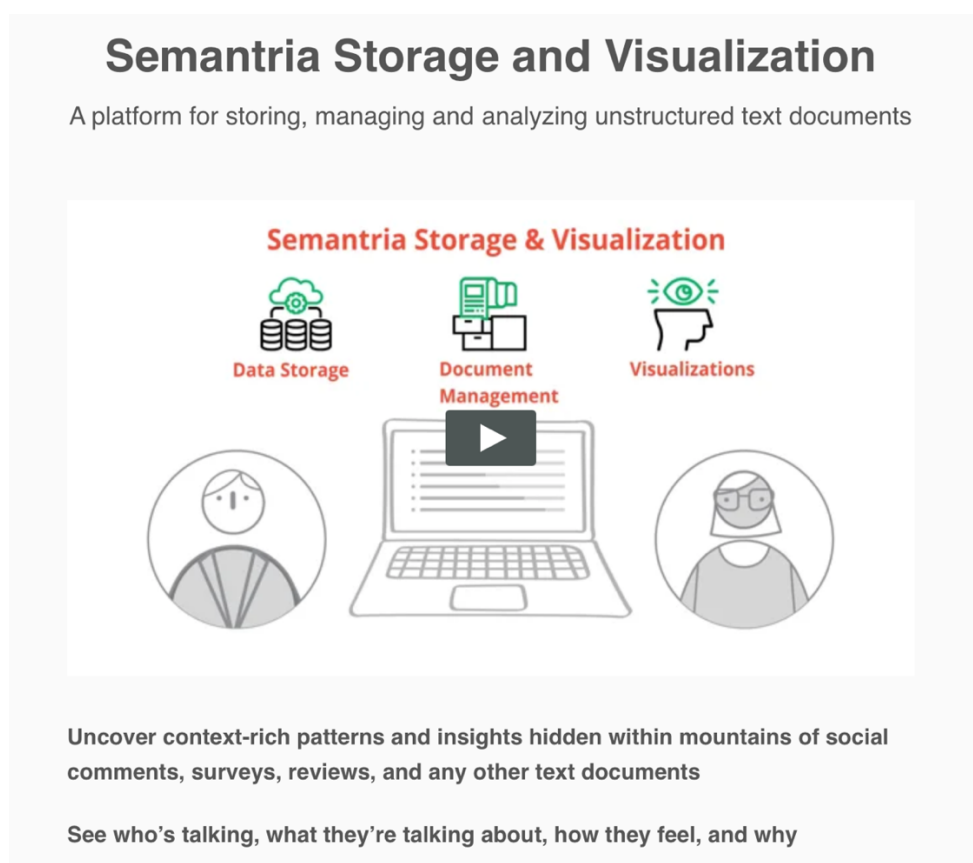 Semantria Storage and Visualization
A platform for storing, managing and analyzing unstructured text documents
Semantria Storage & Visualization
Data Storage
Document
Management
Visualizations
Uncover context-rich patterns and insights hidden within mountains of social
comments, surveys, reviews, and any other text documents
See who’s talking, what they’re talking about, how they feel, and why